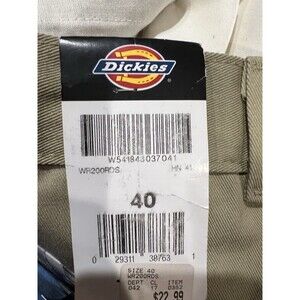 Dickies
W541843037041
WR200RDS HN 41
40
0 29311 38763 1
SIZE 40
WR200RDS
DEPT CL ITEM
042 17 0352
$22.99